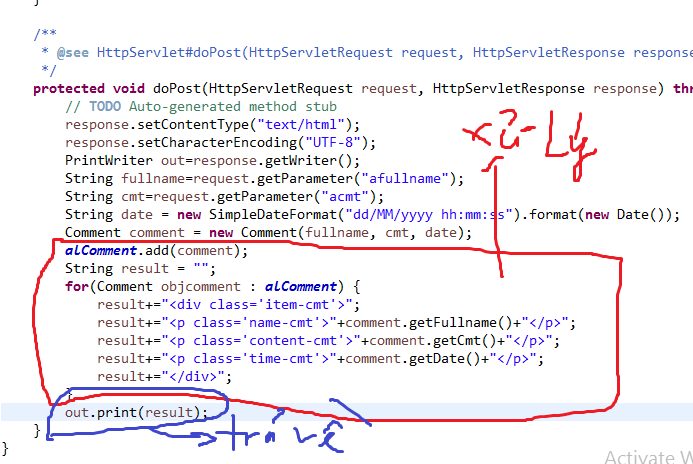 }
/**
* @see HttpServlet#doPost(HttpServletRequest request, HttpServletResponse response
*/
protected void doPost(HttpServletRequest request, HttpServletResponse response) thr
// TODO Auto-generated method stub
response.setContentType("text/html");
response.setCharacterEncoding("UTF-8");
PrintWriter out=response.getWriter();
String fullname=request.getParameter("afullname");
String cmt=request.getParameter("acmt");
String date = new SimpleDateFormat("dd/MM/yyyy hh:mm:ss").format(new Date());
Comment comment = new Comment(fullname, cmt, date);
xử Lý
alComment.add(comment);
String result = "";
for(Comment objcomment : alComment) {
result+="<div class='item-cmt'>";
result+="<p class='name-cmt'>"+comment.getFullname()+"</p>";
result+="<p class='content-cmt'>"+comment.getCmt()+"</p>";
result+="<p class='time-cmt'>"+comment.getDate()+"</p>";
result+="</div>";
}
out.print(result);
}
trả về
}
Activate W